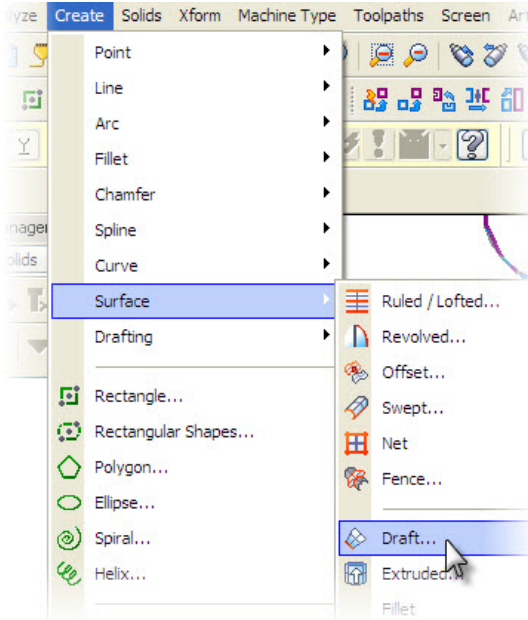 Create Solids Xform Machine Type Toolpaths Screen
Point
Line
Arc
Fillet
Chamfer
Spline
Curve
Surface
Drafting
Rectangle...
Rectangular Shapes...
Polygon...
Ellipse...
Spiral...
Helix...
Ruled / Lofted...
Revolved...
Offset...
Swept...
Net
Fence...
Draft...
Extruded...
Fillet